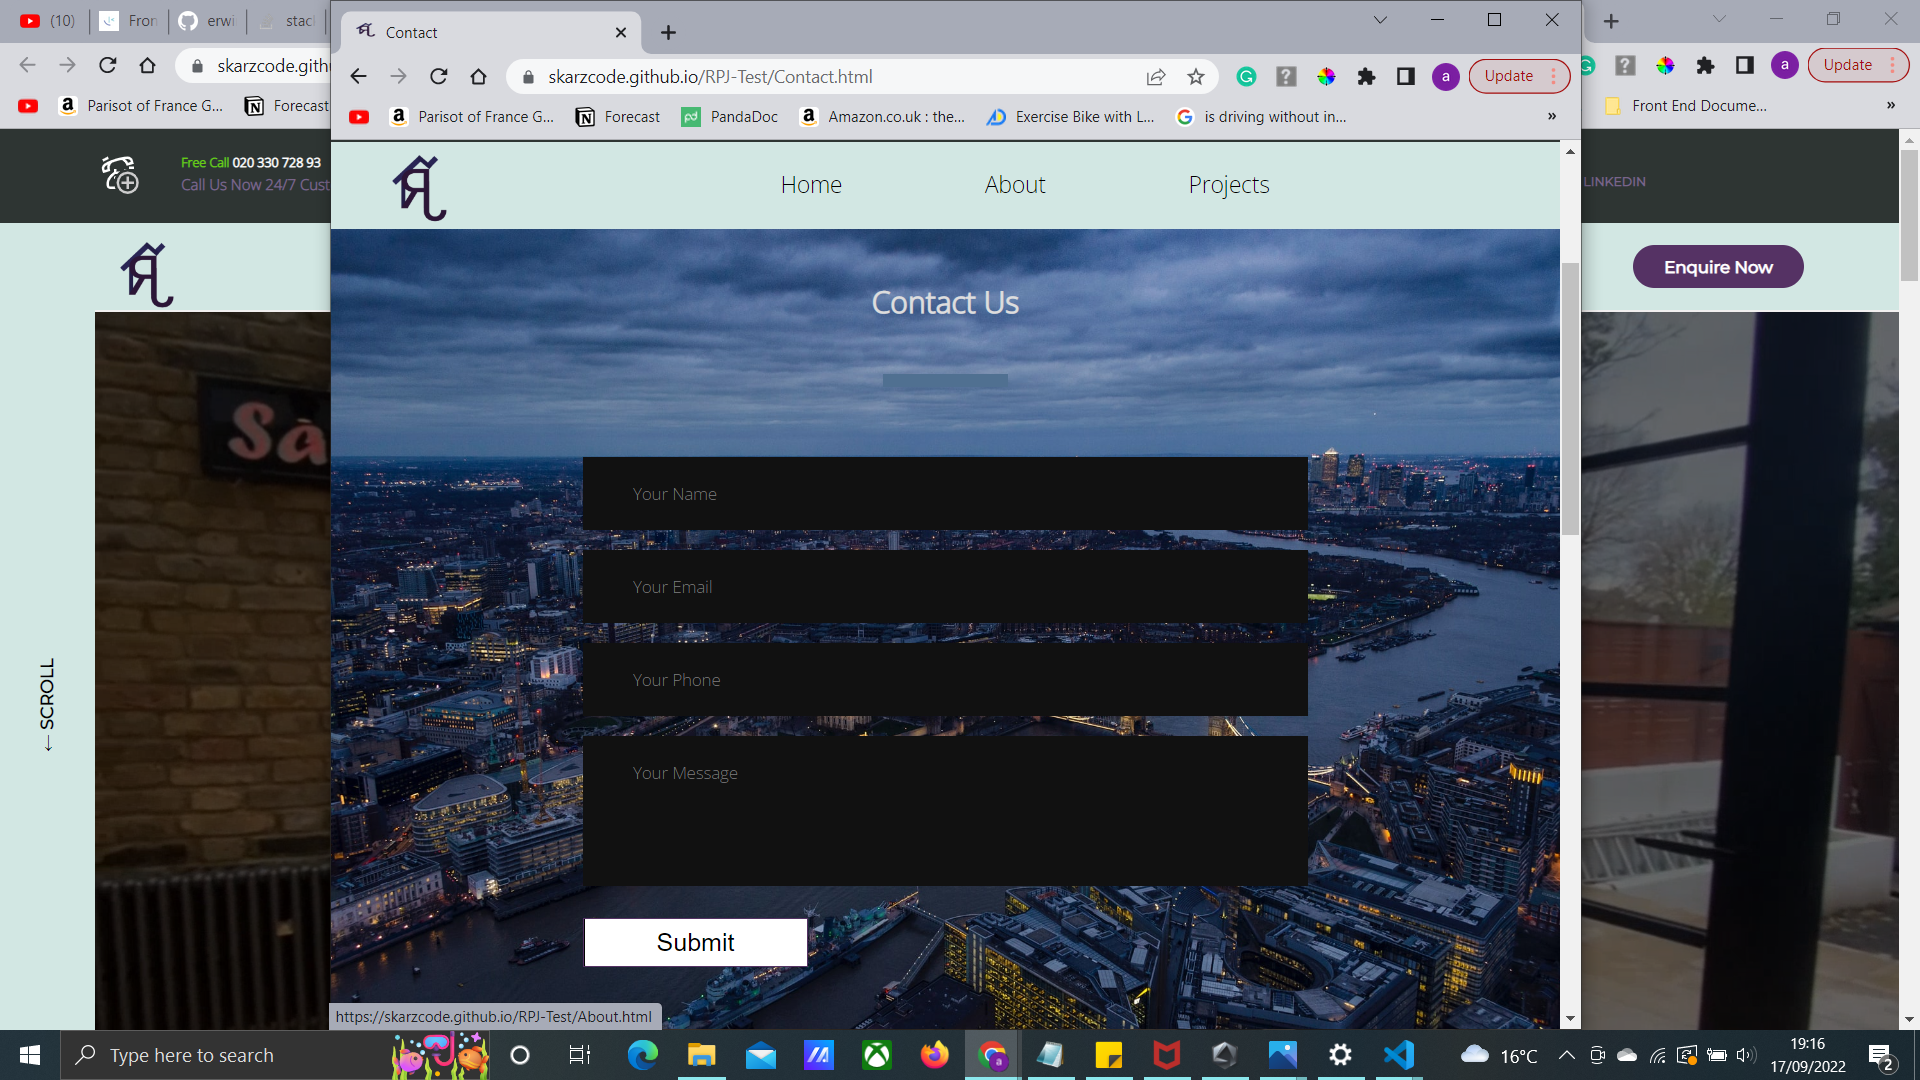 (10)
Fron
erwi
stac
Contact
skarzcode.gith
skarzcode.github.io/RPJ-Test/Contact.html
a
Update
a
Update
Parisot of France G...
Forecast
Parisot of France G...
Forecast
PandaDoc
Amazon.co.uk : the...
Exercise Bike with L...
is driving without in...
»
Front End Docume...
»
Free Call 020 330 728 93
Call Us Now 24/7 Cust
LINKEDIN
Home
About
Projects
Enquire Now
Contact Us
Sà
Your Name
Your Email
Your Phone
Your Message
Submit
← SCROLL
https://skarzcode.github.io/RPJ-Test/About.html
Type here to search
16°C
19:16
17/09/2022
2